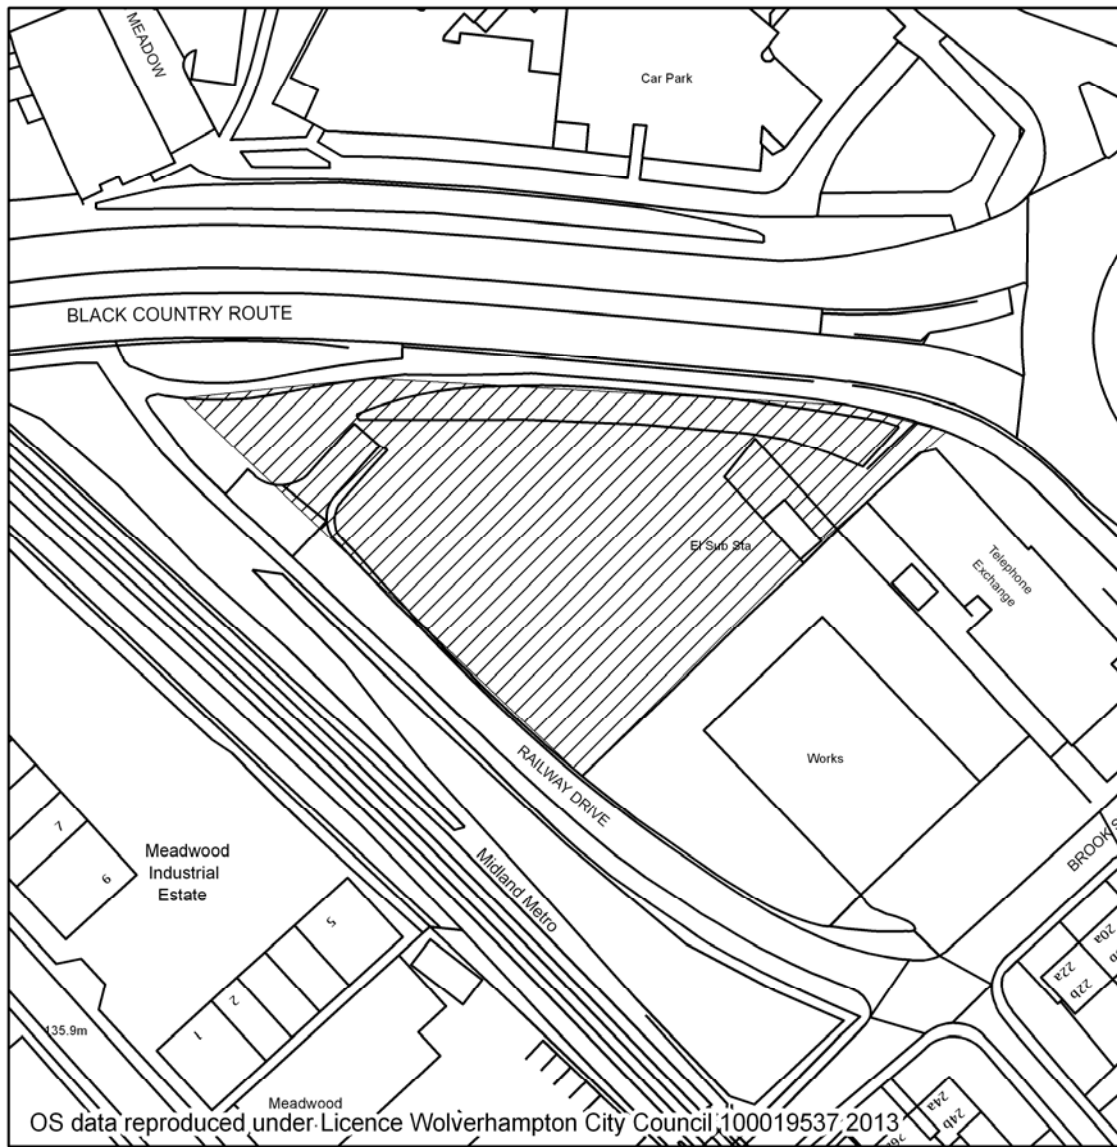 MEADOW
Car Park
BLACK COUNTRY ROUTE
El Sub Sta
Telephone
Exchange
Works
RAILWAY DRIVE
Midland Metro
BROOK S
Meadwood
Industrial
Estate
7
6
5
2
1
135.9m
Meadwood
20a
22a
22b
24a
24b
OS data reproduced under Licence Wolverhampton City Council 100019537 2013